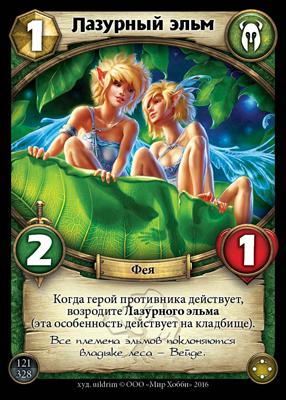 1
Лазурный эльм
2
1
Фея
Когда герой противника действует,
возродите Лазурного эльма
(эта особенность действует на кладбище).
Все племена эльмов поклоняются
владыке леса – Вейде.
121
328
худ. uildrim © ООО «Мир Хобби» 2016